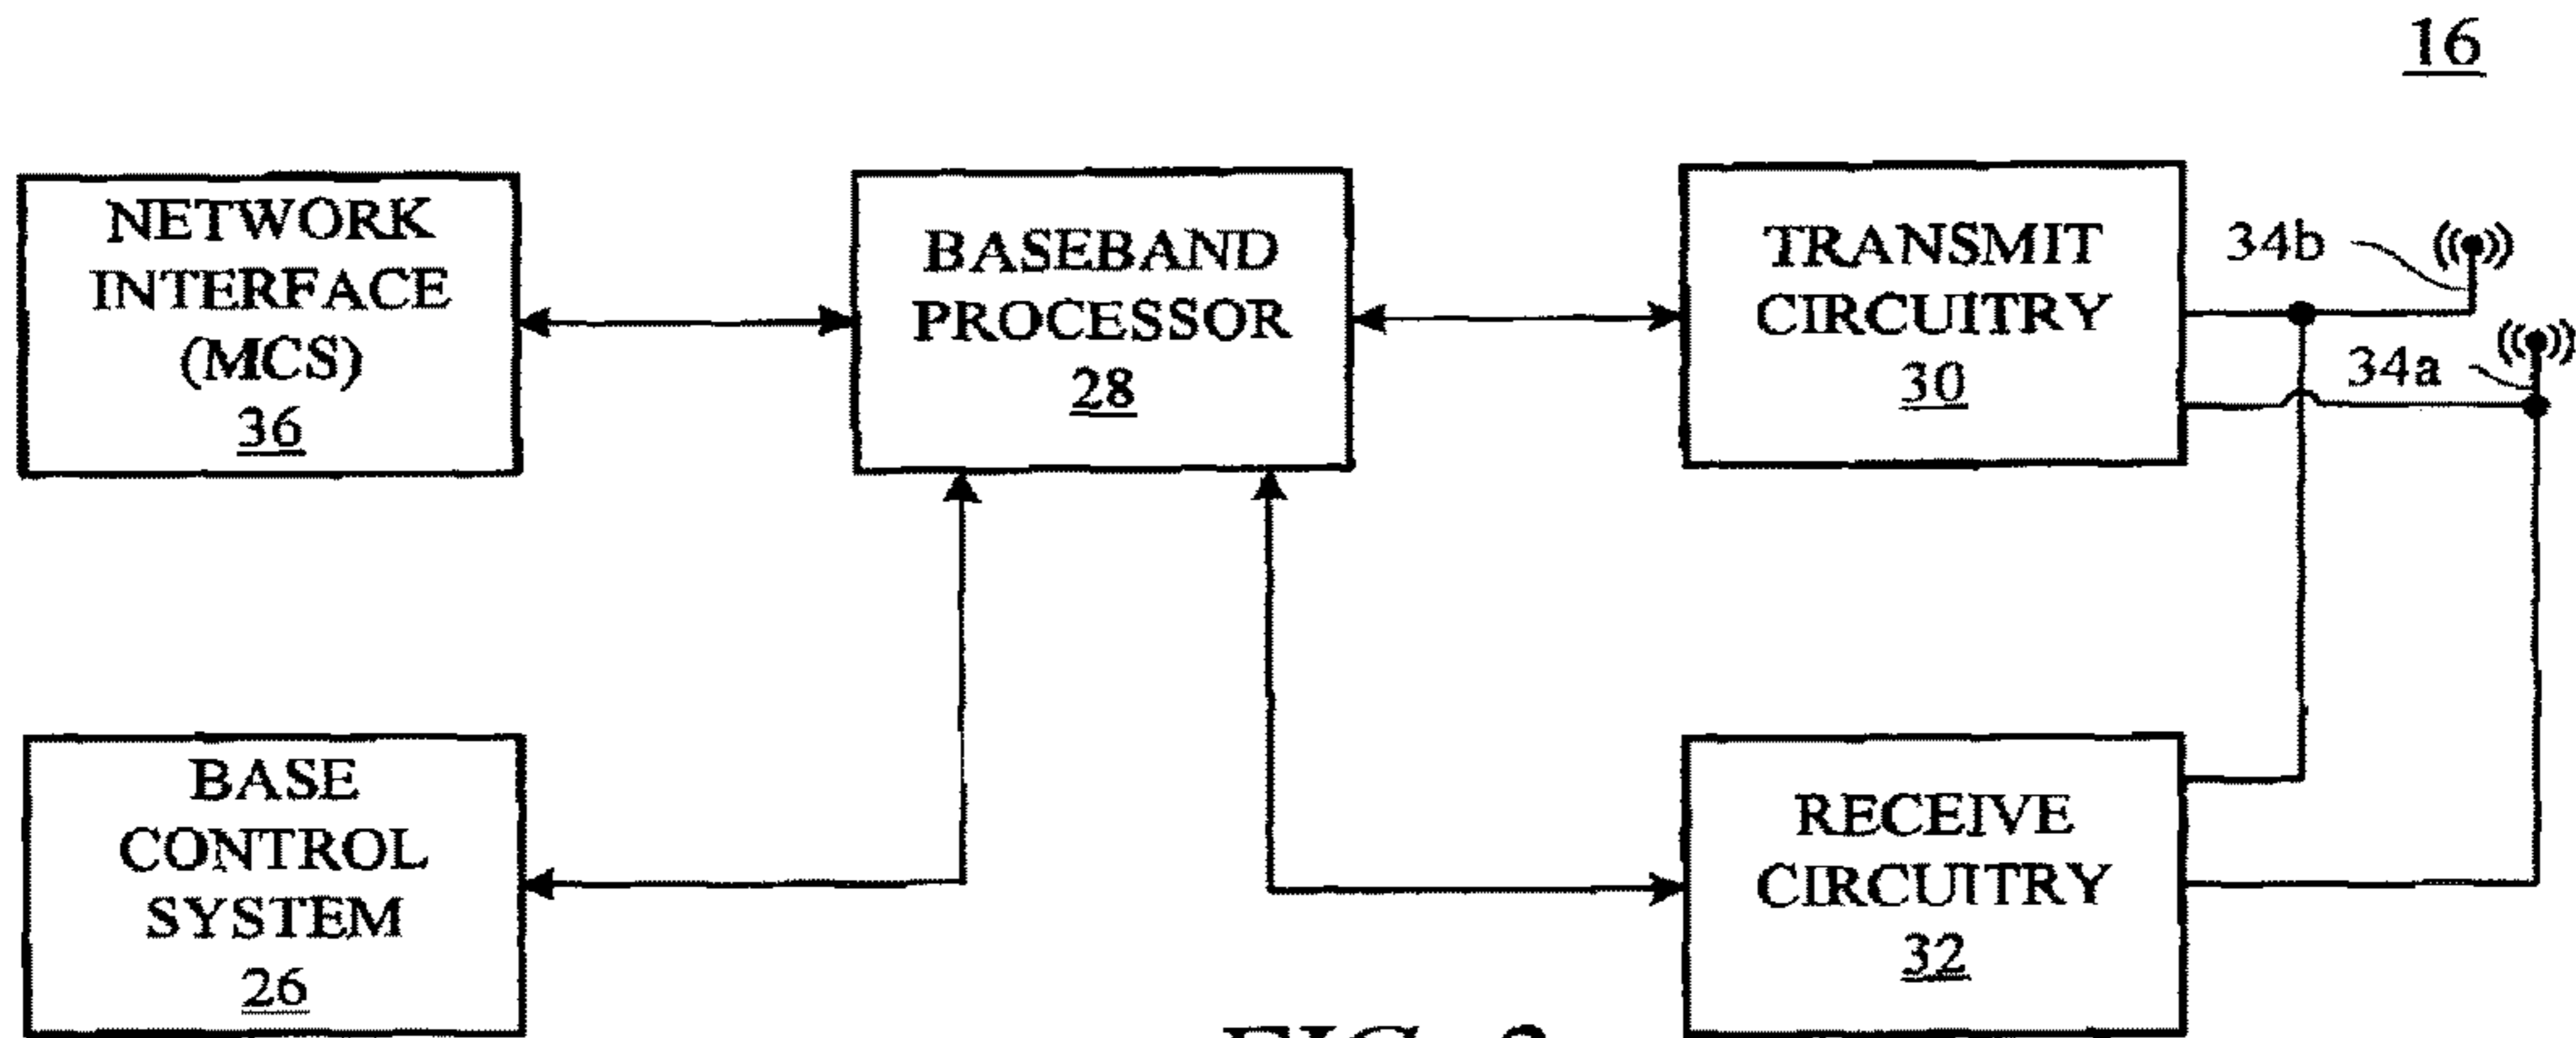 16
NETWORK
INTERFACE
(MCS)
36
BASEBAND
PROCESSOR
28
TRANSMIT
CIRCUITRY
30
34b
34a
BASE
CONTROL
SYSTEM
26
RECEIVE
CIRCUITRY
32